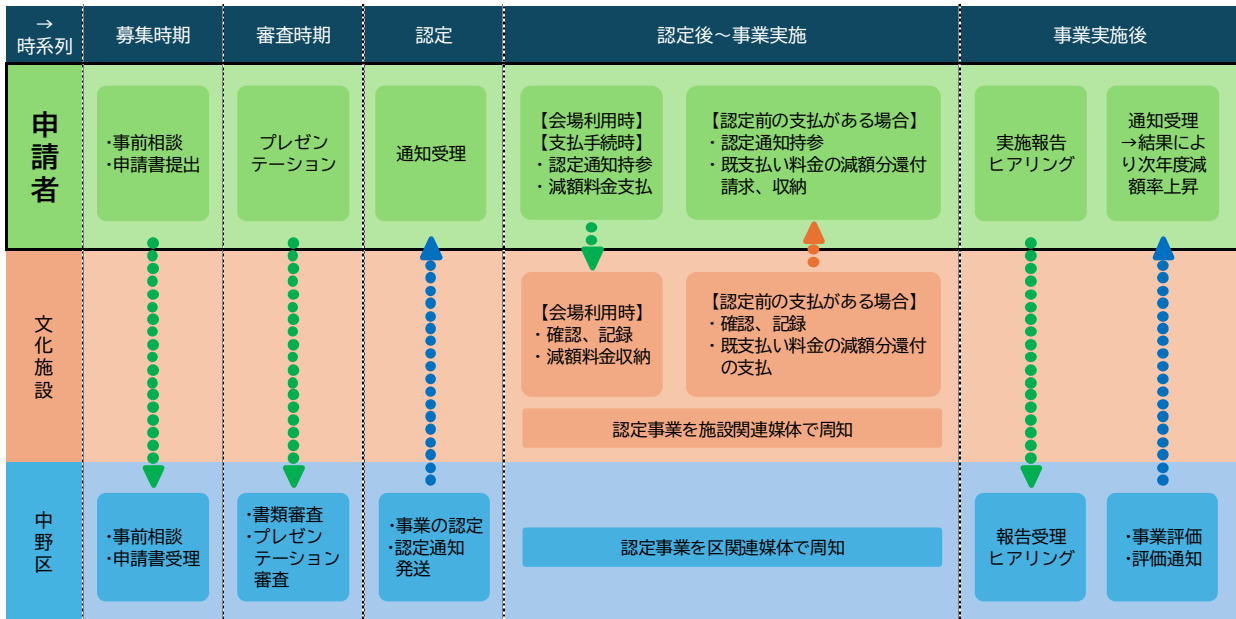 →
時系列
募集時期
審査時期
認定
認定後～事業実施
事業実施後
申請者
・事前相談
・申請書提出
プレゼン
テーション
通知受理
【会場利用時】
【支払手続時】
・認定通知持参
・減額料金支払
【認定前の支払がある場合】
・認定通知持参
・既支払い料金の減額分還付
請求、収納
実施報告
ヒアリング
通知受理
→結果によ
り次年度減
額率上昇
文化施設
【会場利用時】
・確認、記録
・減額料金収納
【認定前の支払がある場合】
・確認、記録
・既支払い料金の減額分還付
の支払
認定事業を施設関連媒体で周知
中野区
・事前相談
・申請書受理
・書類審査
・プレゼン
テーション
審査
・事業の認定
・認定通知
発送
認定事業を区関連媒体で周知
報告受理
ヒアリング
・事業評価
・評価通知